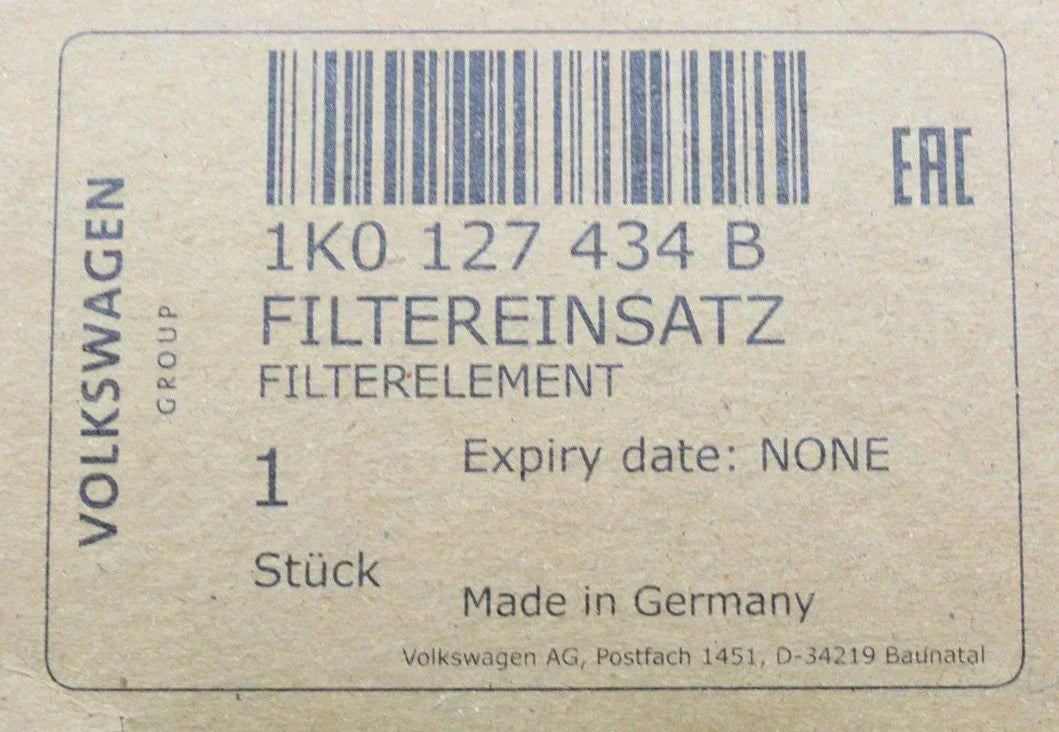 VOLKSWAGEN
GROUP
EAC
1K0 127 434 B
FILTEREINSATZ
FILTERELEMENT
1
Expiry date: NONE
Stück
Made in Germany
Volkswagen AG, Postfach 1451, D-34219 Baunatal